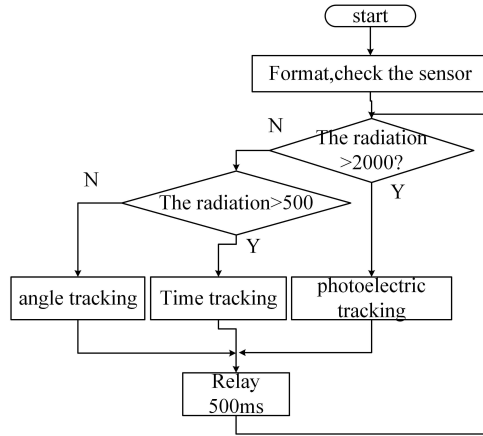 start
Format,check the sensor
N
The radiation
>2000?
N
The radiation>500
Y
Y
angle tracking
Time tracking
photoelectric
tracking
Relay
500ms